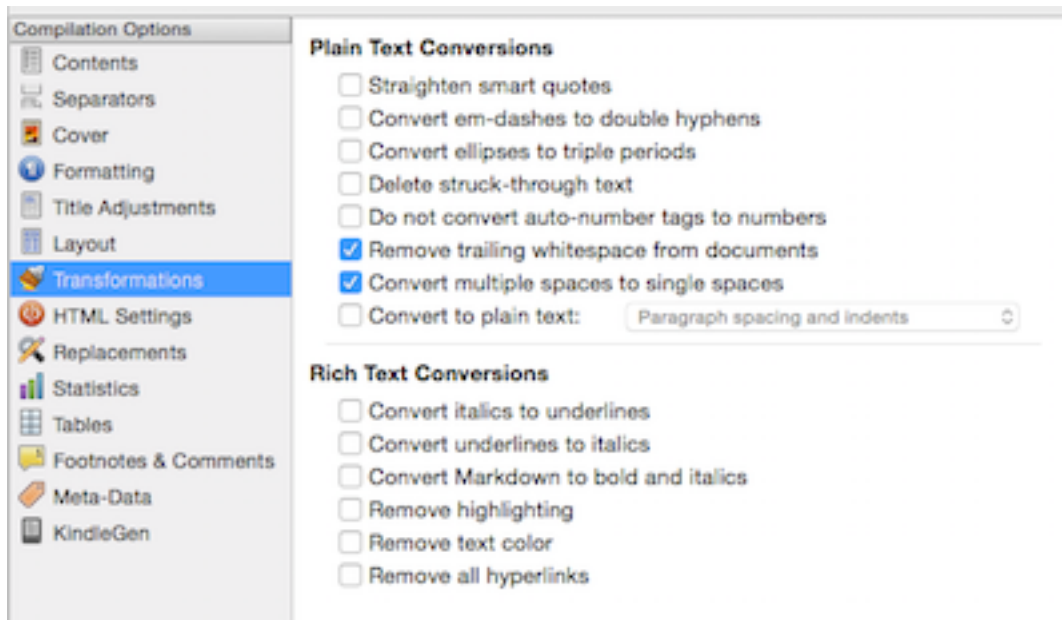 Compilation Options
Contents
Separators
Cover
Formatting
Title Adjustments
Layout
Transformations
HTML Settings
Replacements
Statistics
Tables
Footnotes & Comments
Meta-Data
KindleGen
Plain Text Conversions
Straighten smart quotes
Convert em-dashes to double hyphens
Convert ellipses to triple periods
Delete struck-through text
Do not convert auto-number tags to numbers
Remove trailing whitespace from documents
Convert multiple spaces to single spaces
Convert to plain text: Paragraph spacing and indents
Rich Text Conversions
Convert italics to underlines
Convert underlines to italics
Convert Markdown to bold and italics
Remove highlighting
Remove text color
Remove all hyperlinks